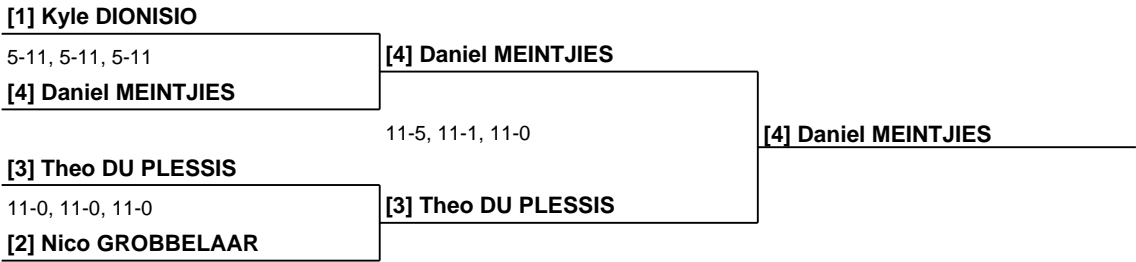 [1] Kyle DIONISIO
5-11, 5-11, 5-11
[4] Daniel MEINTJIES
[4] Daniel MEINTJIES
11-5, 11-1, 11-0
[4] Daniel MEINTJIES
[3] Theo DU PLESSIS
11-0, 11-0, 11-0
[3] Theo DU PLESSIS
[2] Nico GROBBELAAR